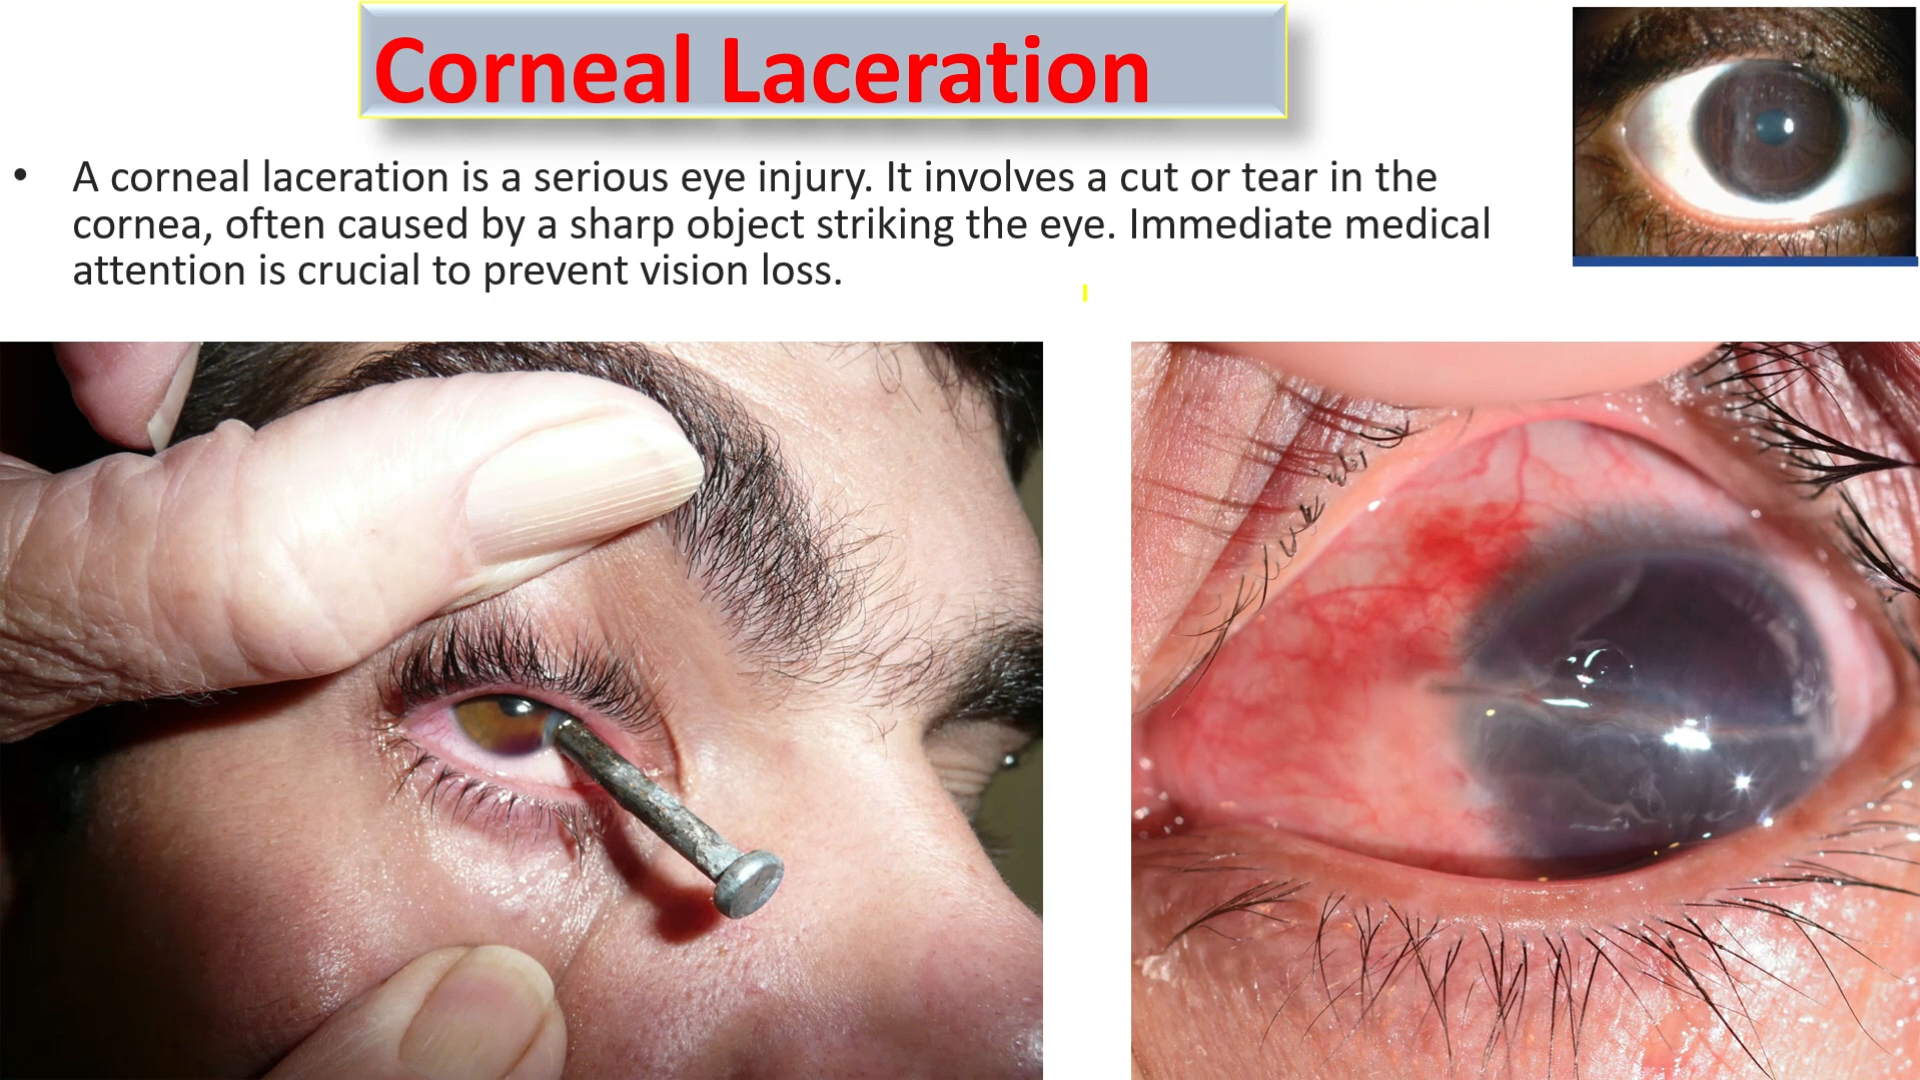 Corneal Laceration
• A corneal laceration is a serious eye injury. It involves a cut or tear in the
cornea, often caused by a sharp object striking the eye. Immediate medical
attention is crucial to prevent vision loss.